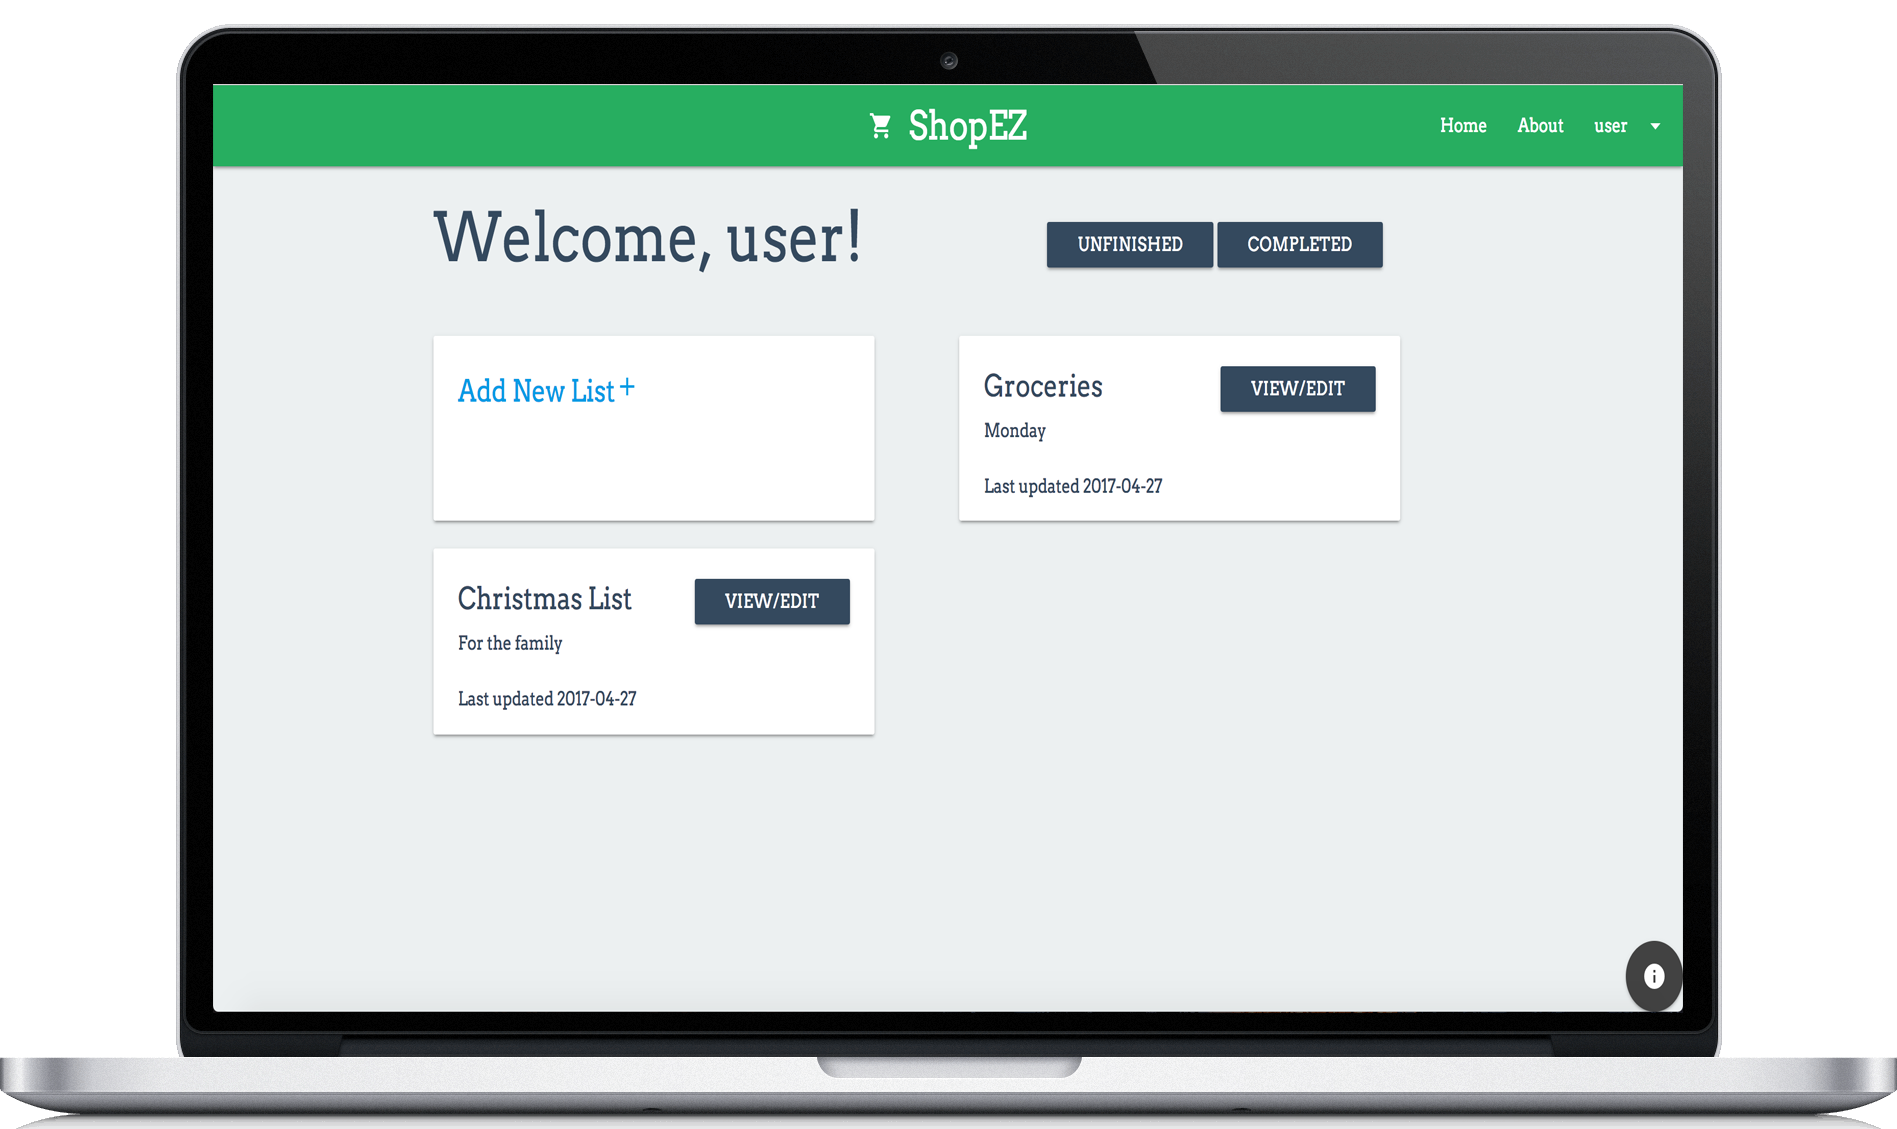 ShopEZ
Home About user
Welcome, user!
UNFINISHED COMPLETED
Add New List+
Groceries
VIEW/EDIT
Monday
Last updated 2017-04-27
Christmas List
VIEW/EDIT
For the family
Last updated 2017-04-27